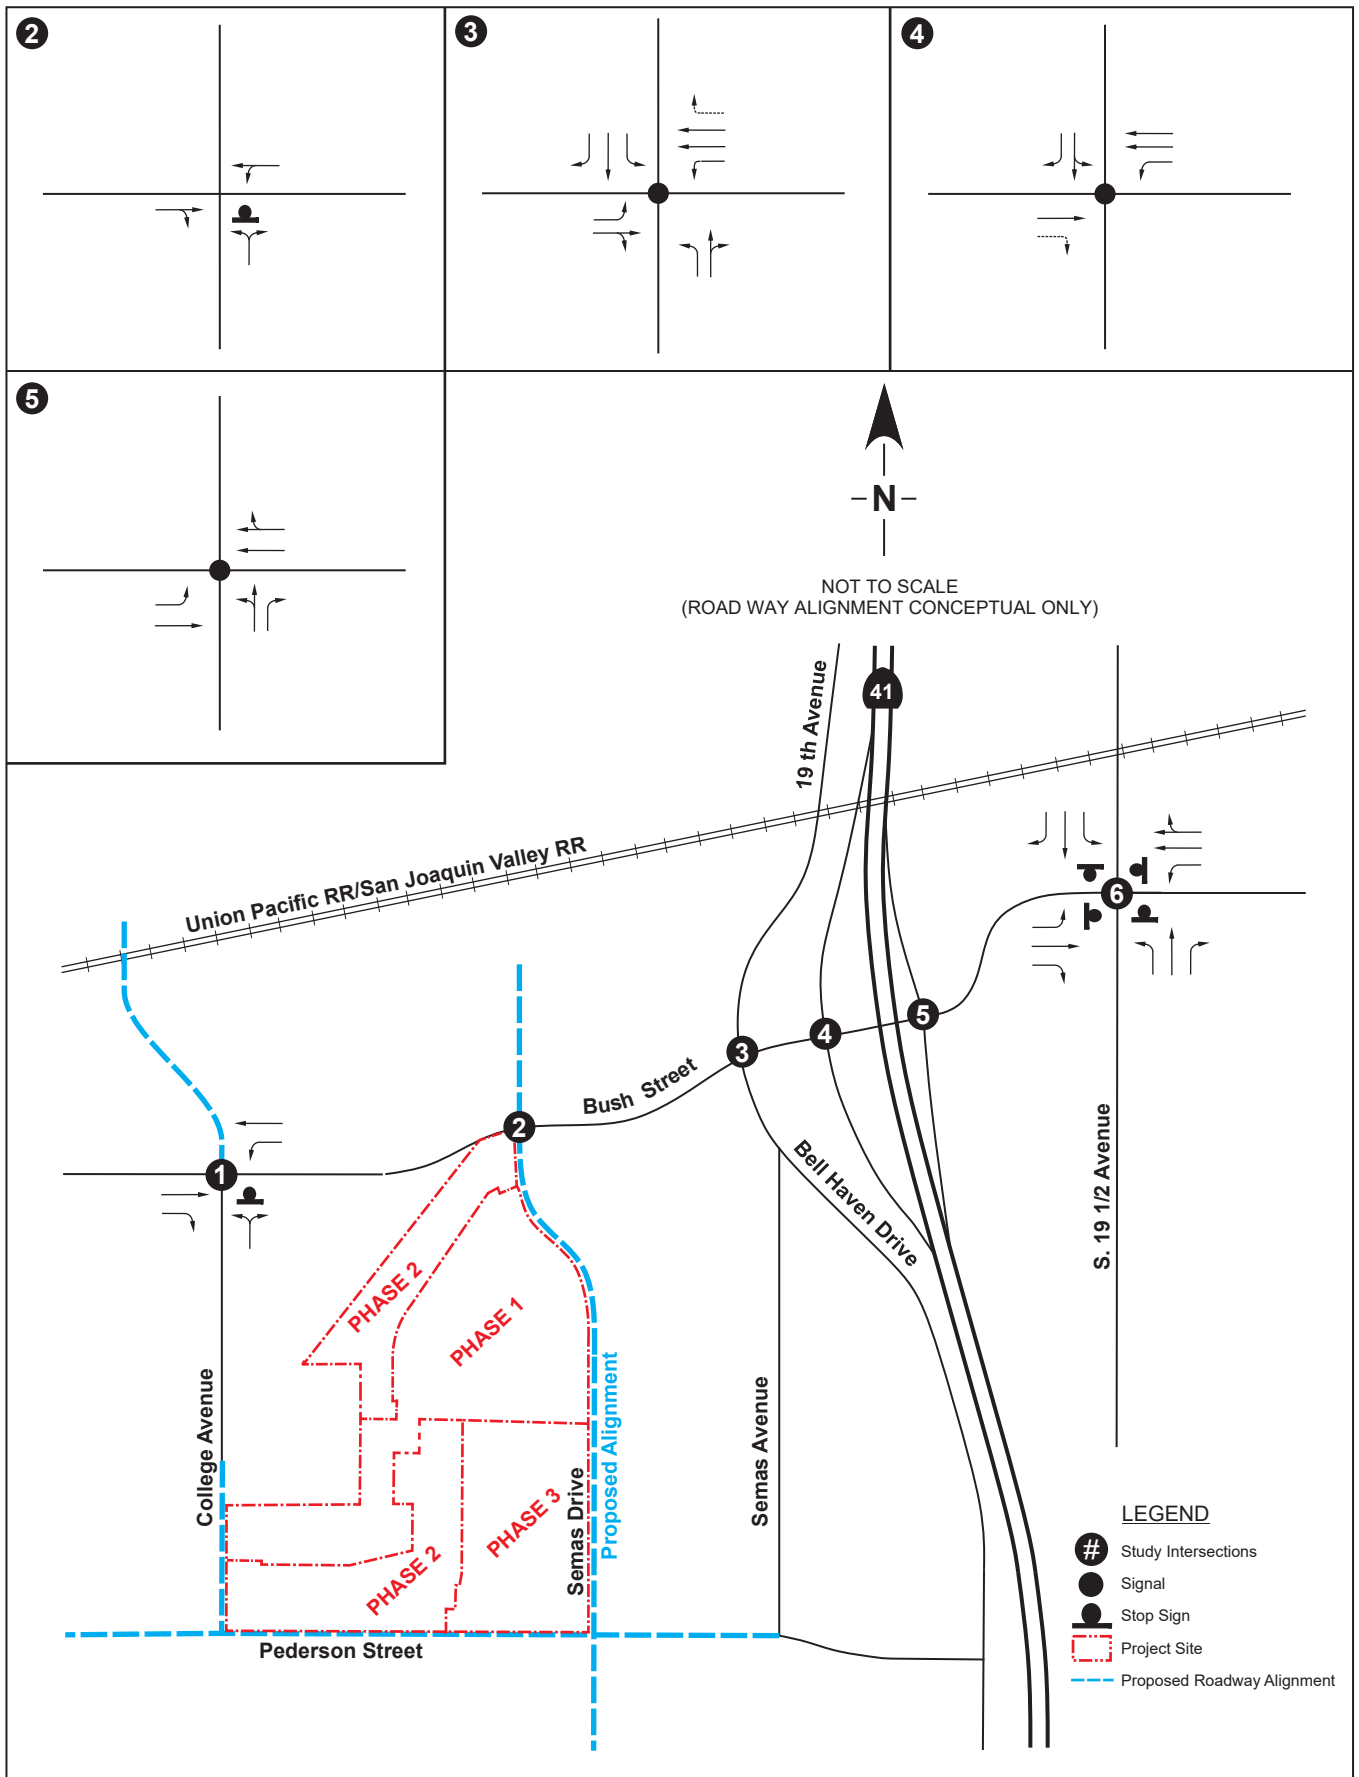 2
3
4
5
N
NOT TO SCALE
(ROAD WAY ALIGNMENT CONCEPTUAL ONLY)
19 th Avenue
41
Union Pacific RR/San Joaquin Valley RR
6
5
4
3
Bush Street
2
1
Bell Haven Drive
S. 19 1/2 Avenue
PHASE 2
PHASE 1
College Avenue
Proposed Alignment
Semas Avenue
Semas Drive
PHASE 3
PHASE 2
Pederson Street
LEGEND
# Study Intersections
Signal
Stop Sign
Project Site
Proposed Roadway Alignment